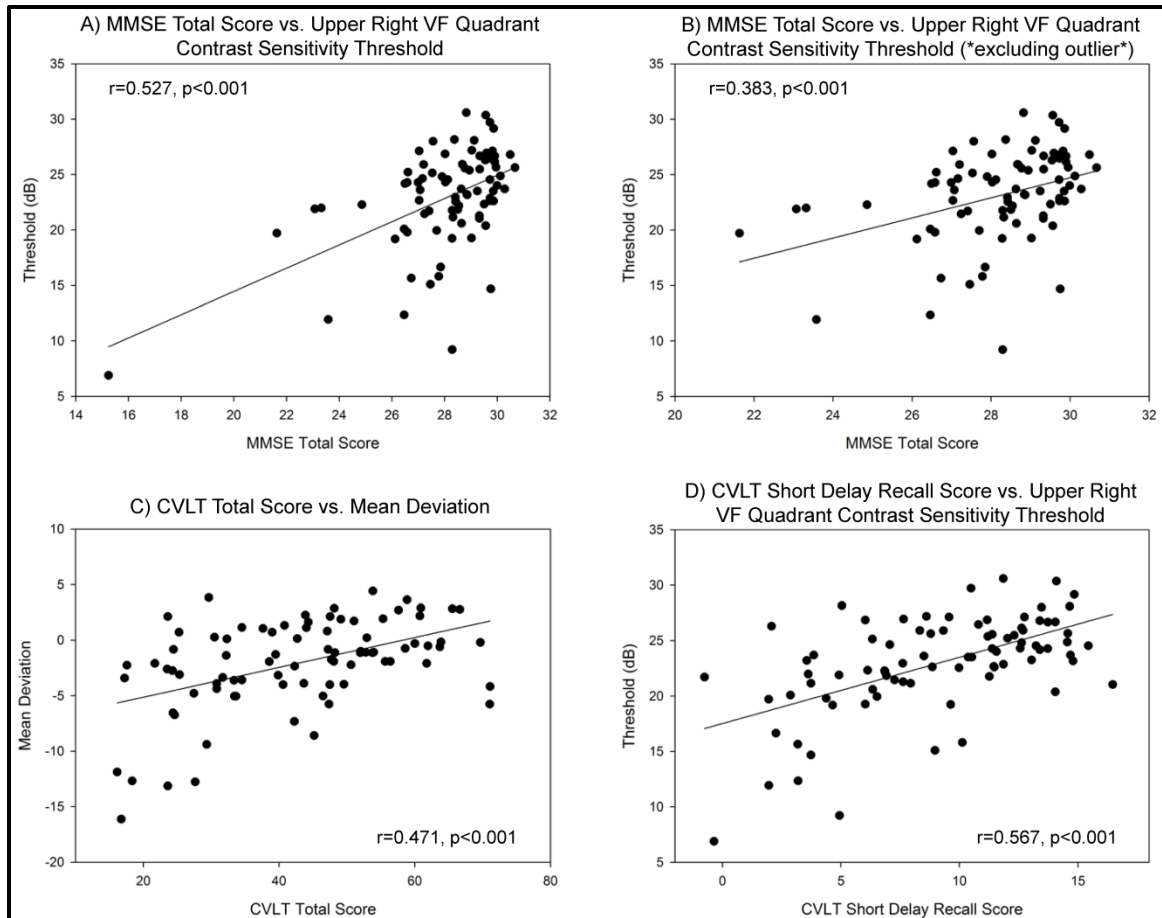 A) MMSE Total Score vs. Upper Right VF Quadrant
Contrast Sensitivity Threshold
r=0.527, p<0.001
Threshold (dB)
35
30
25
20
15
10
5
14 16 18 20 22 24 26 28 30 32
MMSE Total Score
B) MMSE Total Score vs. Upper Right VF Quadrant
Contrast Sensitivity Threshold (*excluding outlier*)
r=0.383, p<0.001
Threshold (dB)
35
30
25
20
15
10
5
20 22 24 26 28 30 32
MMSE Total Score
C) CVLT Total Score vs. Mean Deviation
Mean Deviation
10
5
0
-5
-10
-15
-20
r=0.471, p<0.001
20 40 60 80
CVLT Total Score
D) CVLT Short Delay Recall Score vs. Upper Right
VF Quadrant Contrast Sensitivity Threshold
Threshold (dB)
35
30
25
20
15
10
5
r=0.567, p<0.001
0 5 10 15
CVLT Short Delay Recall Score